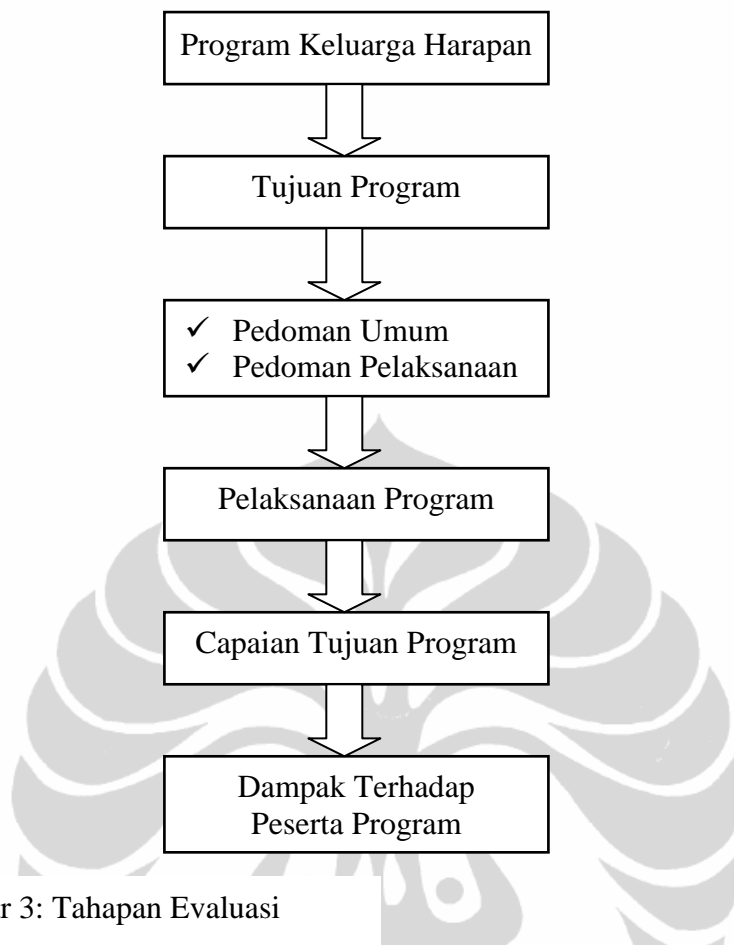 Program Keluarga Harapan
Tujuan Program
✓ Pedoman Umum
✓ Pedoman Pelaksanaan
Pelaksanaan Program
Capaian Tujuan Program
Dampak Terhadap
Peserta Program
r 3: Tahapan Evaluasi